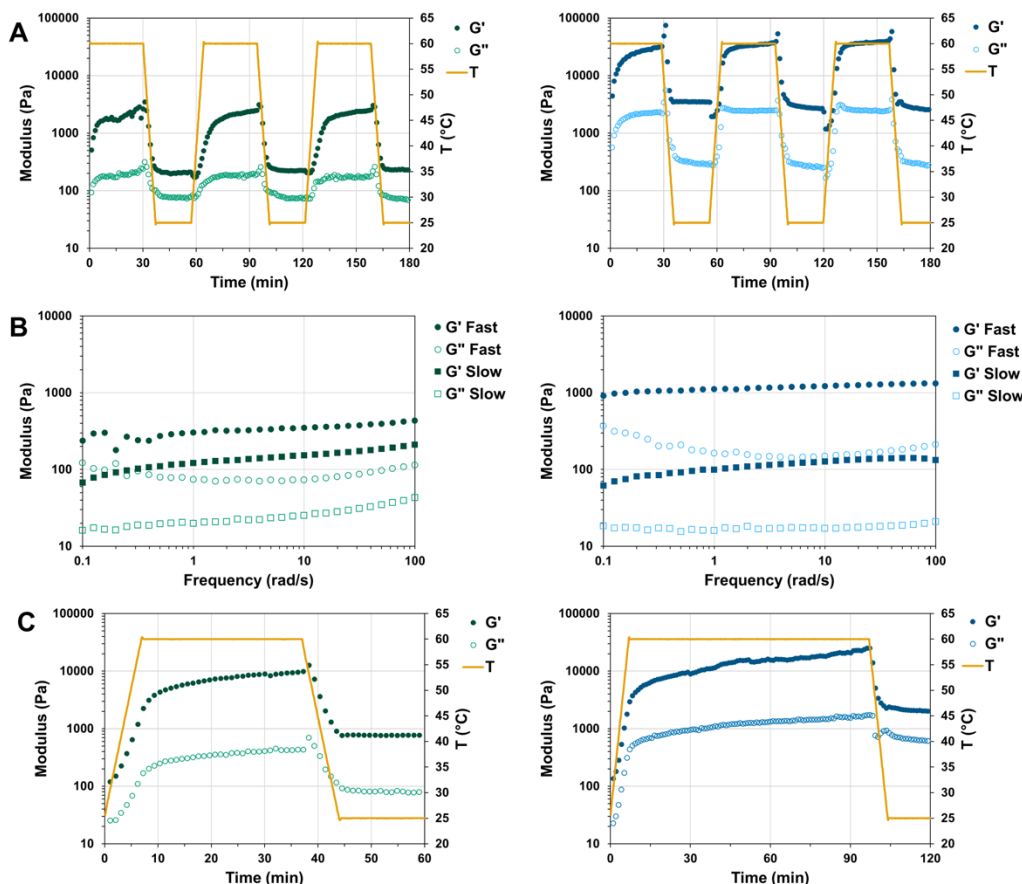 A
100000
10000
1000
100
10
Modulus (Pa)
0 30 60 90 120 150 180
Time (min)
65
60
55
50
45
40
35
30
25
20
T (°C)
G'
G"
T
100000
10000
1000
100
10
Modulus (Pa)
0 30 60 90 120 150 180
Time (min)
65
60
55
50
45
40
35
30
25
20
T (°C)
G'
G"
T
B
10000
1000
100
10
Modulus (Pa)
0.1 1 10 100
Frequency (rad/s)
G' Fast
G" Fast
G' Slow
G" Slow
10000
1000
100
10
Modulus (Pa)
0.1 1 10 100
Frequency (rad/s)
G' Fast
G" Fast
G' Slow
G" Slow
C
100000
10000
1000
100
10
Modulus (Pa)
0 10 20 30 40 50 60
Time (min)
65
60
55
50
45
40
35
30
25
20
T (°C)
G'
G"
T
100000
10000
1000
100
10
Modulus (Pa)
0 30 60 90 120
Time (min)
65
60
55
50
45
40
35
30
25
20
T (°C)
G'
G"
T